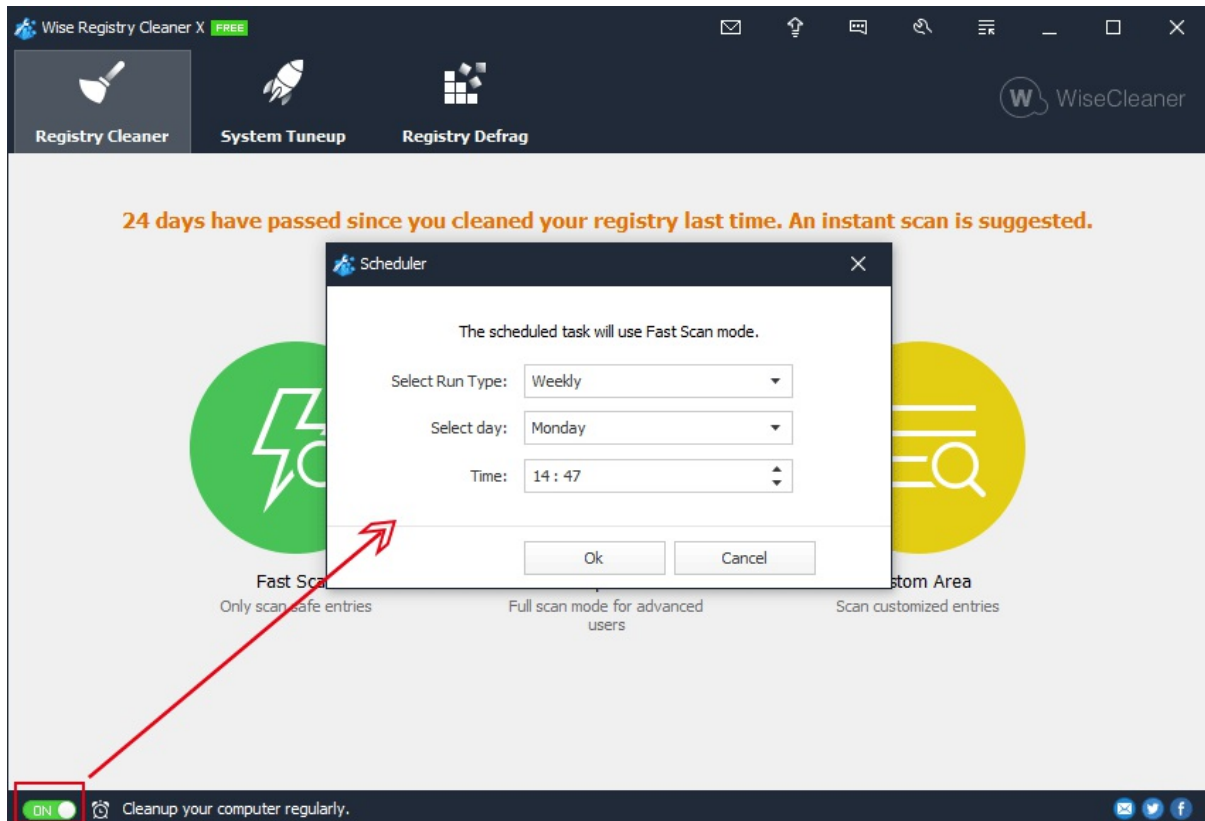 Wise Registry Cleaner X FREE
Registry Cleaner
System Tuneup
Registry Defrag
W WiseCleaner
24 days have passed since you cleaned your registry last time. An instant scan is suggested.
Scheduler
The scheduled task will use Fast Scan mode.
Select Run Type: Weekly
Select day: Monday
Time: 14 : 47
Ok
Cancel
Fast Sca
Only scan safe entries
Full scan mode for advanced
users
stom Area
Scan customized entries
ON Cleanup your computer regularly.